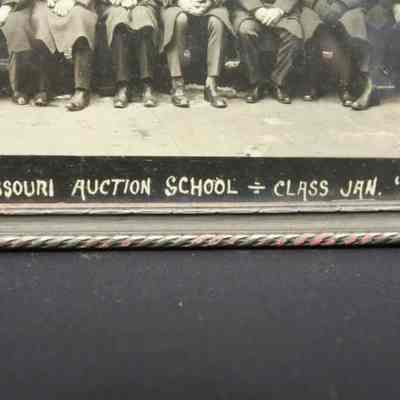 SSOURI AUCTION SCHOOL ÷ CLASS JAN. "